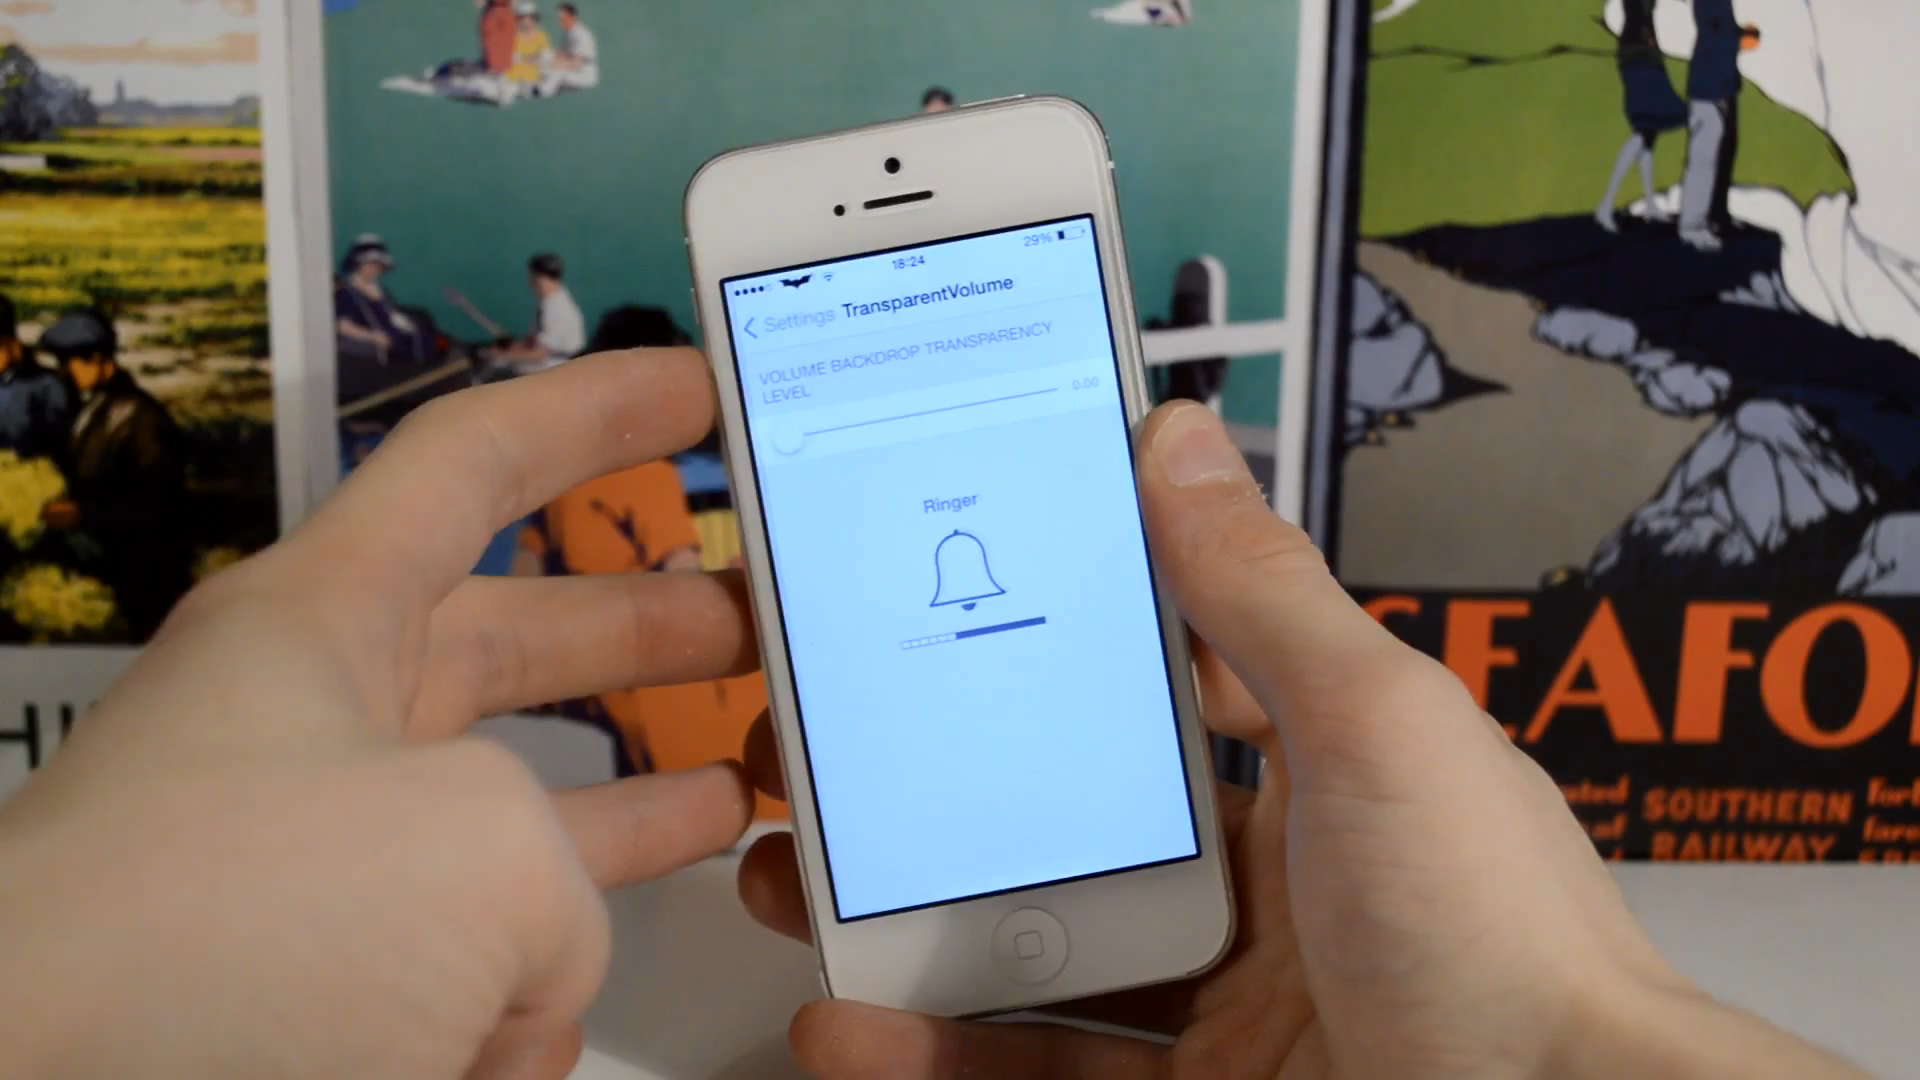 29%
18:24
Settings TransparentVolume
VOLUME BACKDROP TRANSPARENCY
LEVEL
0.00
Ringer
EAFO
SOUTHERN
RAILWAY